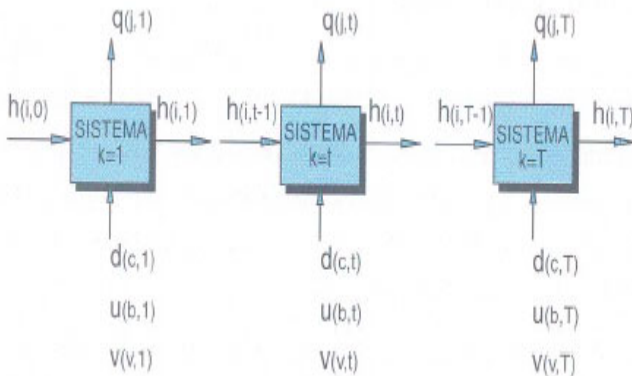 q(j,1) q(j,t) q(j,T)
h(i,0) h(i,1) h(i,t-1) h(i,t) h(i,T-1) h(i,T)
SISTEMA SISTEMA SISTEMA
k=1 k=t k=T
d(c,1) d(c,t) d(c,T)
u(b,1) u(b,t) u(b,T)
v(v,1) v(v,t) v(v,T)